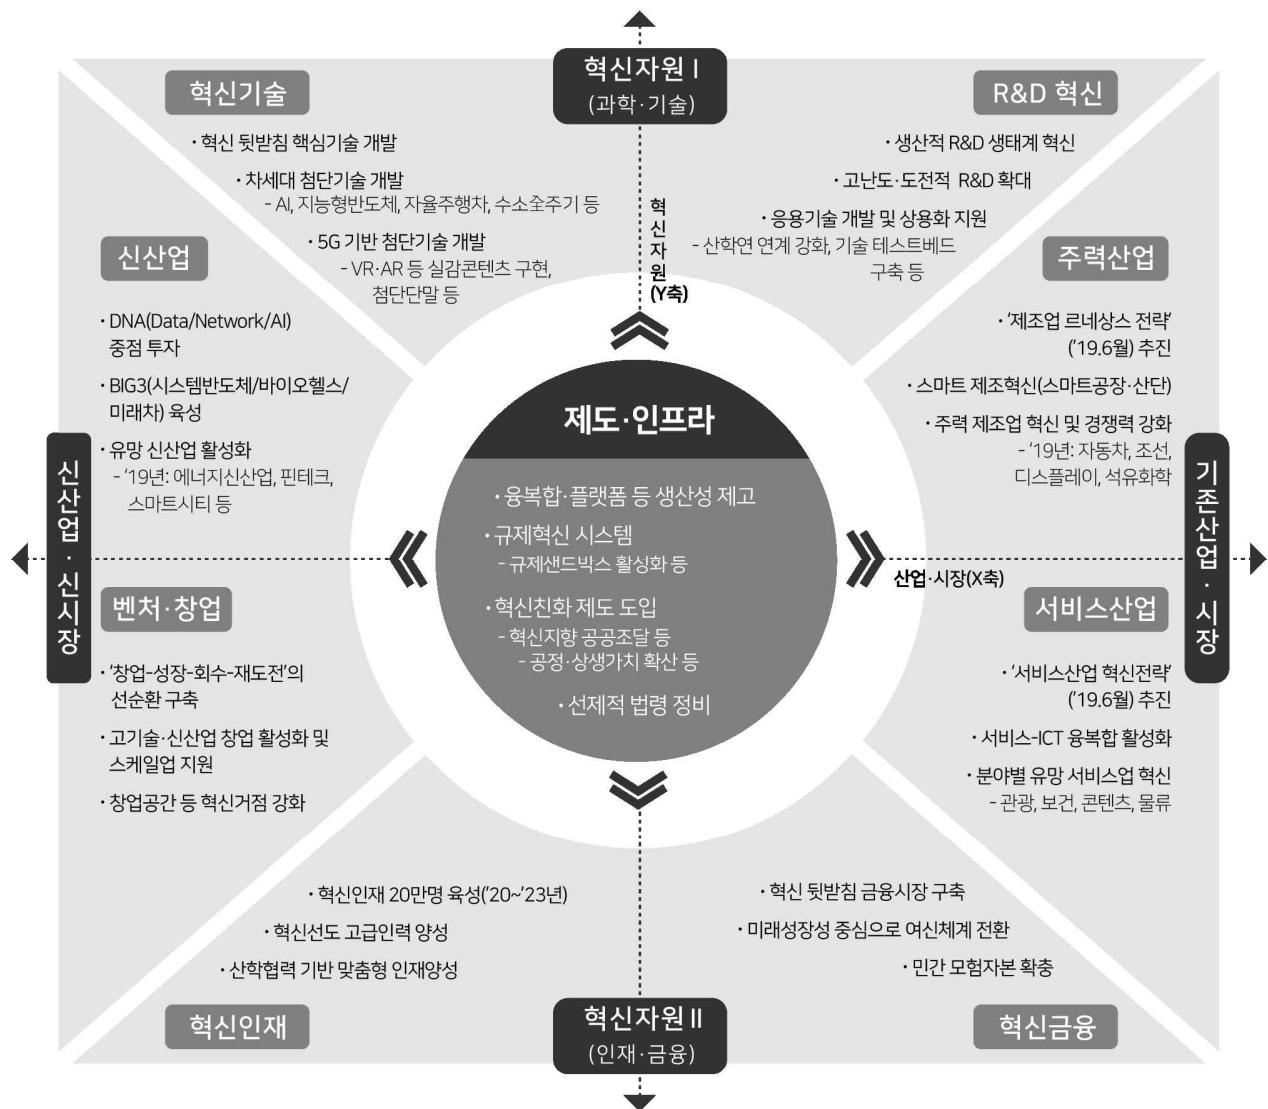 혁신자원 Ⅰ
(과학·기술)
혁신기술
· 혁신 뒷받침 핵심기술 개발
· 차세대 첨단기술 개발
- AI, 지능형반도체, 자율주행차, 수소全주기 등
· 5G 기반 첨단기술 개발
- VR·AR 등 실감콘텐츠 구현,
첨단단말 등
R&D 혁신
· 생산적 R&D 생태계 혁신
· 고난도·도전적 R&D 확대
· 응용기술 개발 및 상용화 지원
- 산학연 연계 강화, 기술 테스트베드
구축 등
혁신자원
(Y축)
신산업
· DNA(Data/Network/AI)
중점 투자
· BIG3(시스템반도체/바이오헬스/
미래차) 육성
· 유망 신산업 활성화
- ‘19년: 에너지신산업, 핀테크,
스마트시티 등
주력산업
· ‘제조업 르네상스 전략’
(‘19.6월) 추진
· 스마트 제조혁신(스마트공장·산단)
· 주력 제조업 혁신 및 경쟁력 강화
- ‘19년: 자동차, 조선,
디스플레이, 석유화학
제도·인프라
· 융복합·플랫폼 등 생산성 제고
· 규제혁신 시스템
- 규제샌드박스 활성화 등
· 혁신친화 제도 도입
- 혁신지향 공공조달 등
- 공정·상생가치 확산 등
· 선제적 법령 정비
신산업·신시장
기존산업·시장
산업·시장(X축)
벤처·창업
· ‘창업-성장-회수-재도전’의
선순환 구축
· 고기술·신산업 창업 활성화 및
스케일업 지원
· 창업공간 등 혁신거점 강화
서비스산업
· ‘서비스산업 혁신전략’
(‘19.6월) 추진
· 서비스-ICT 융복합 활성화
· 분야별 유망 서비스업 혁신
- 관광, 보건, 콘텐츠, 물류
· 혁신인재 20만명 육성(‘20~‘23년)
· 혁신선도 고급인력 양성
· 산학협력 기반 맞춤형 인재양성
혁신인재
· 혁신 뒷받침 금융시장 구축
· 미래성장성 중심으로 여신체계 전환
· 민간 모험자본 확충
혁신금융
혁신자원 Ⅱ
(인재·금융)